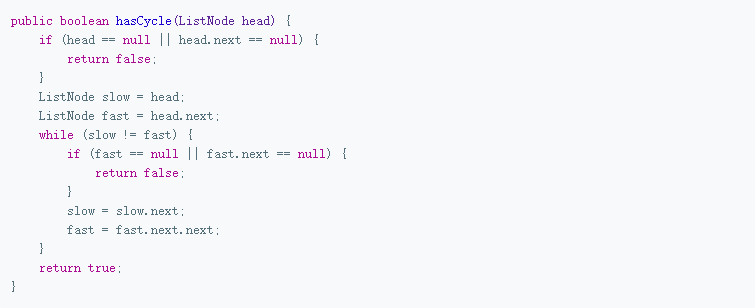 public boolean hasCycle(ListNode head) {
    if (head == null || head.next == null) {
        return false;
    }
    ListNode slow = head;
    ListNode fast = head.next;
    while (slow != fast) {
        if (fast == null || fast.next == null) {
            return false;
        }
        slow = slow.next;
        fast = fast.next.next;
    }
    return true;
}